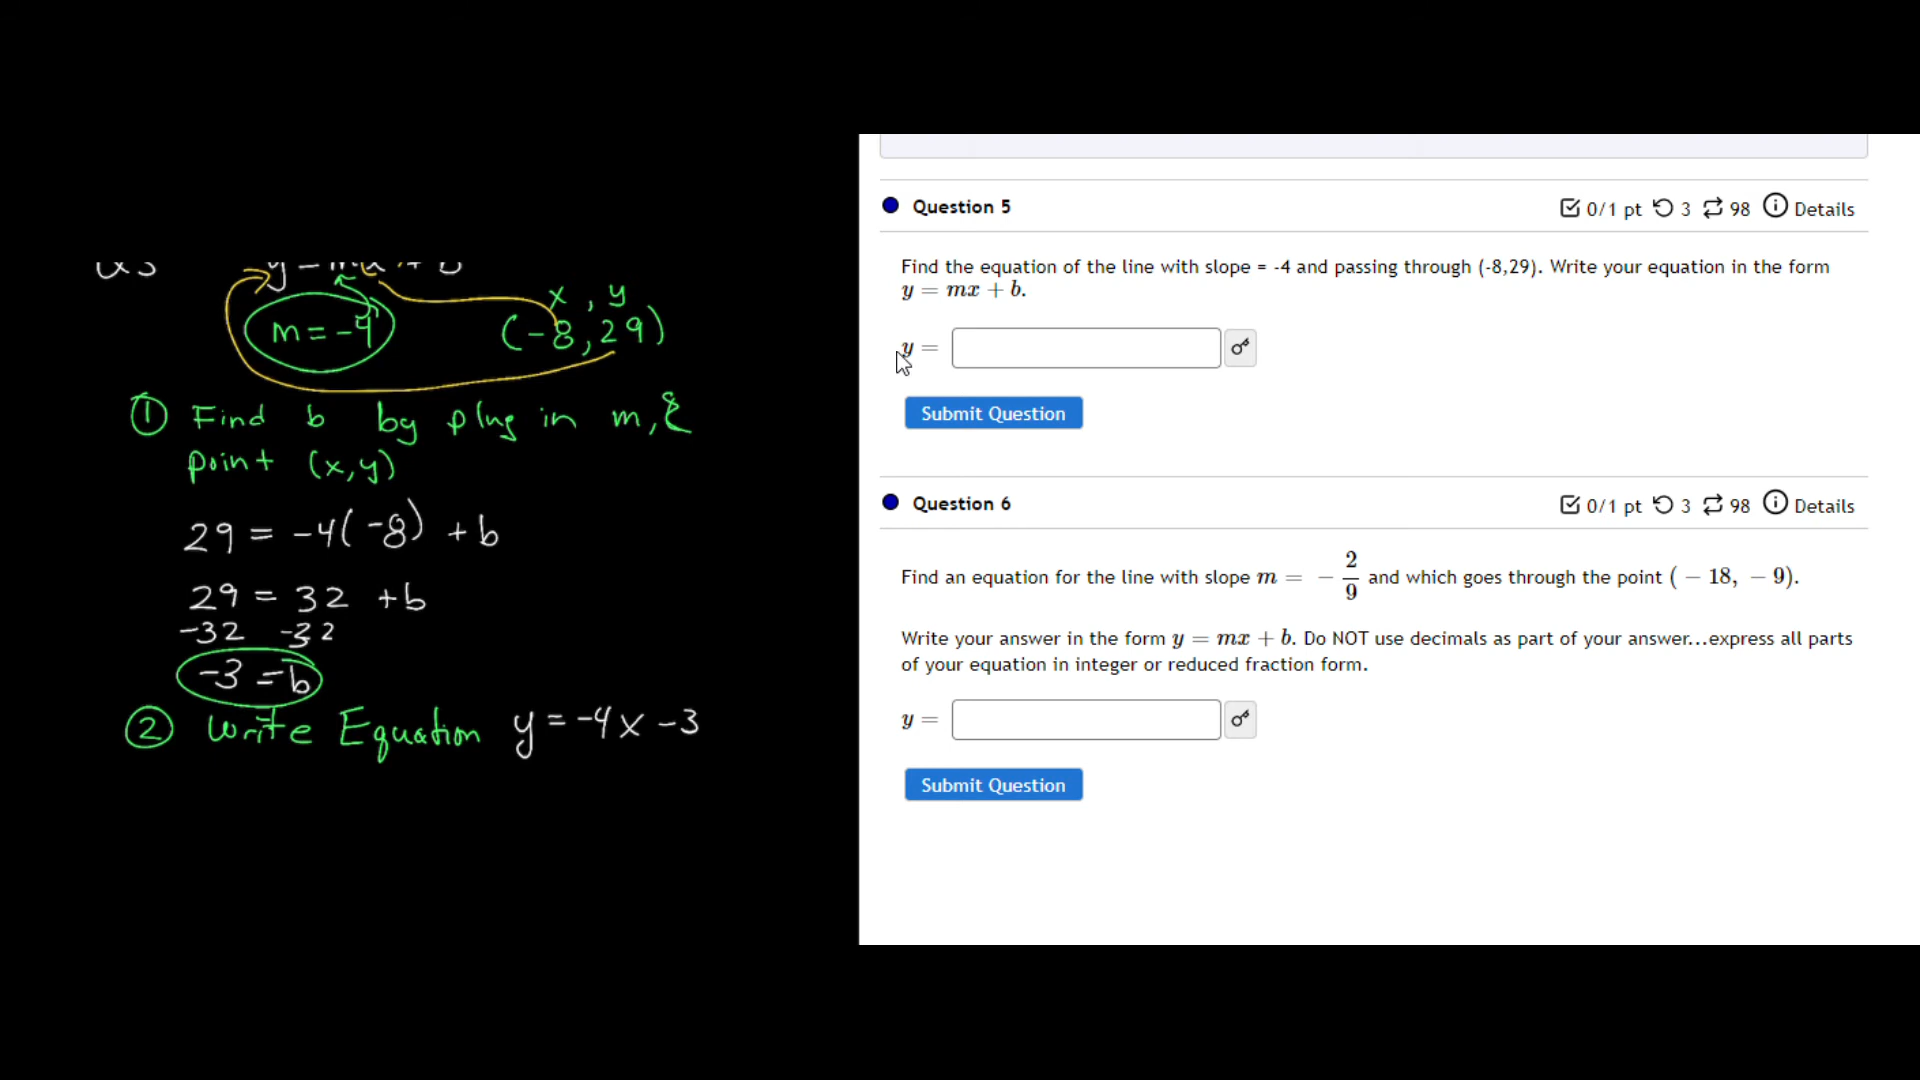 Q5 y = mx + b
m = -4 (-8, 29)
x , y
① Find b by plug in m, &
point (x,y)
29 = -4(-8) + b
29 = 32 + b
-32 -32
-3 = b
② Write Equation y = -4x -3
Question 5
0/1 pt 3 98 Details
Find the equation of the line with slope = -4 and passing through (-8,29). Write your equation in the form
y = mx + b.
y =
Submit Question
Question 6
0/1 pt 3 98 Details
Find an equation for the line with slope m = - 2/9 and which goes through the point ( - 18, - 9).
Write your answer in the form y = mx + b. Do NOT use decimals as part of your answer...express all parts
of your equation in integer or reduced fraction form.
y =
Submit Question